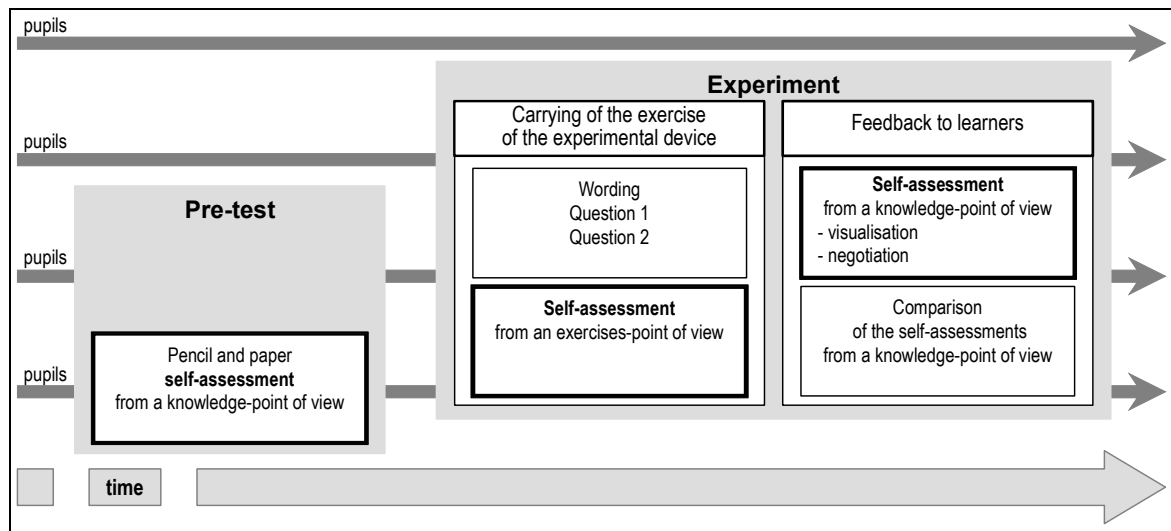 pupils
Experiment
Carrying of the exercise
of the experimental device
Feedback to learners
pupils
Wording
Question 1
Question 2
Self-assessment
from a knowledge-point of view
- visualisation
- negotiation
Pre-test
pupils
Self-assessment
from an exercises-point of view
Comparison
of the self-assessments
from a knowledge-point of view
pupils
Pencil and paper
self-assessment
from a knowledge-point of view
time